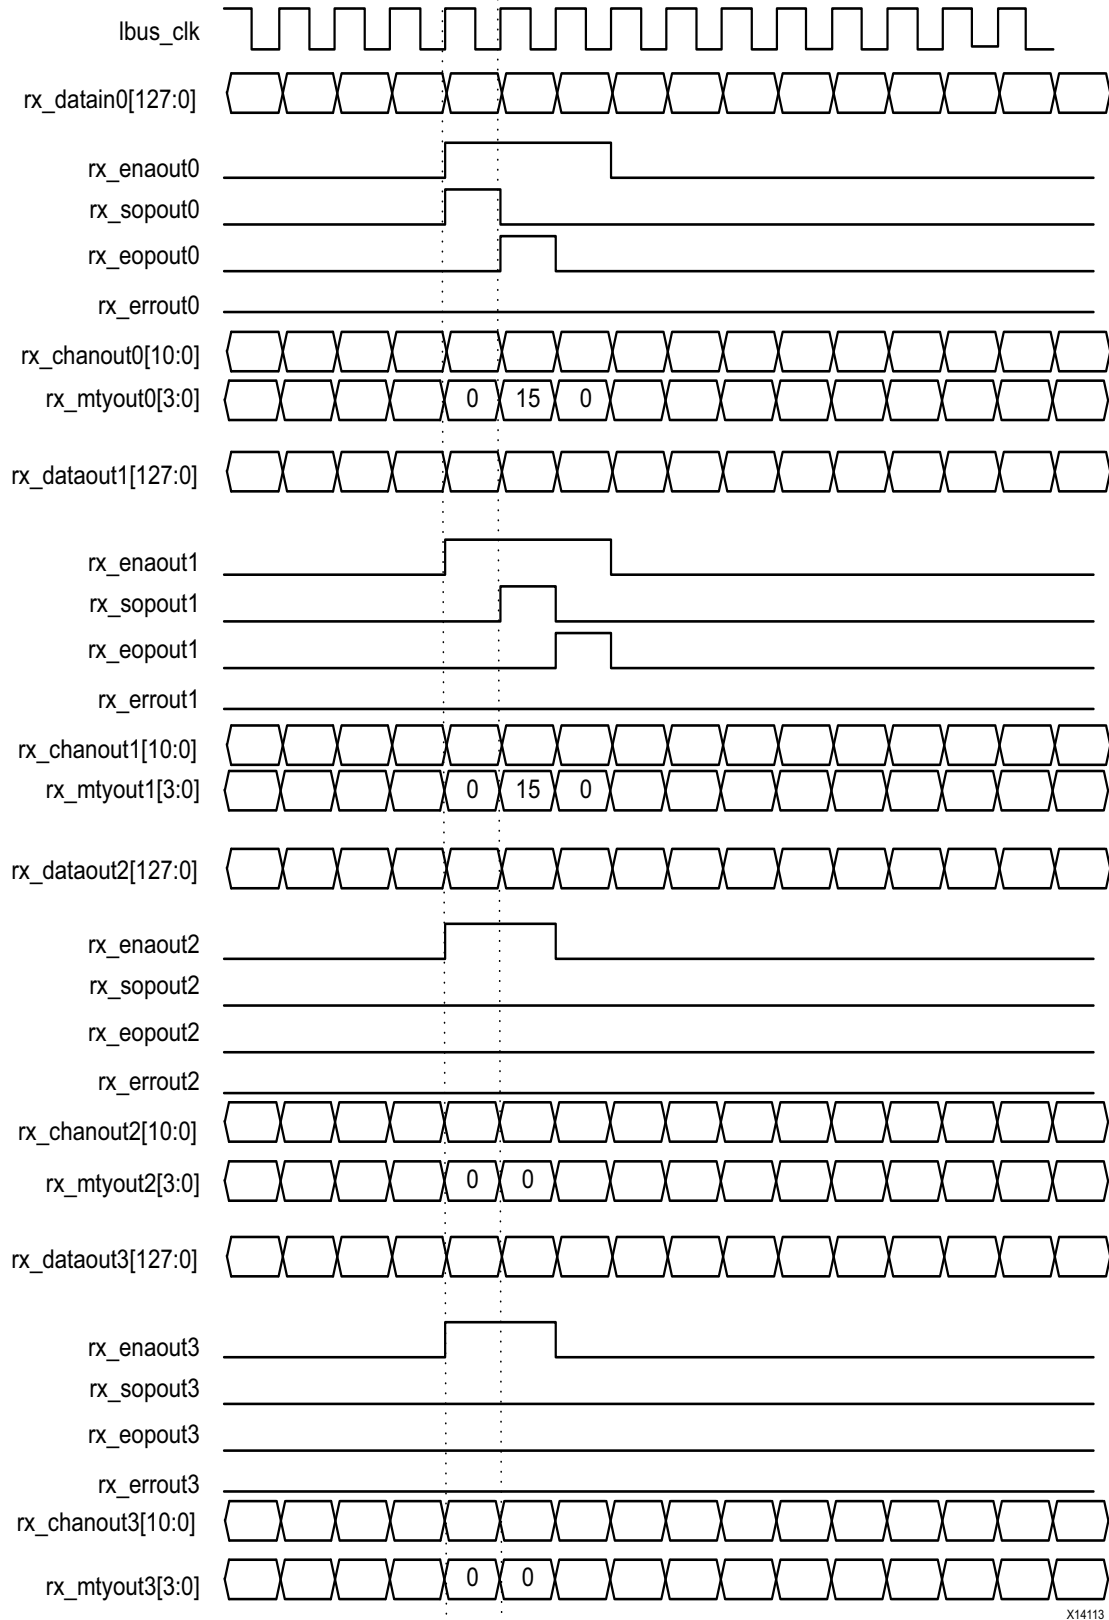 lbus_clk
rx_datain0[127:0]
rx_enaout0
rx_sopout0
rx_eopout0
rx_errout0
rx_chanout0[10:0]
rx_mtyout0[3:0] 0 15 0
rx_dataout1[127:0]
rx_enaout1
rx_sopout1
rx_eopout1
rx_errout1
rx_chanout1[10:0]
rx_mtyout1[3:0] 0 15 0
rx_dataout2[127:0]
rx_enaout2
rx_sopout2
rx_eopout2
rx_errout2
rx_chanout2[10:0]
rx_mtyout2[3:0] 0 0
rx_dataout3[127:0]
rx_enaout3
rx_sopout3
rx_eopout3
rx_errout3
rx_chanout3[10:0]
rx_mtyout3[3:0] 0 0
X14113